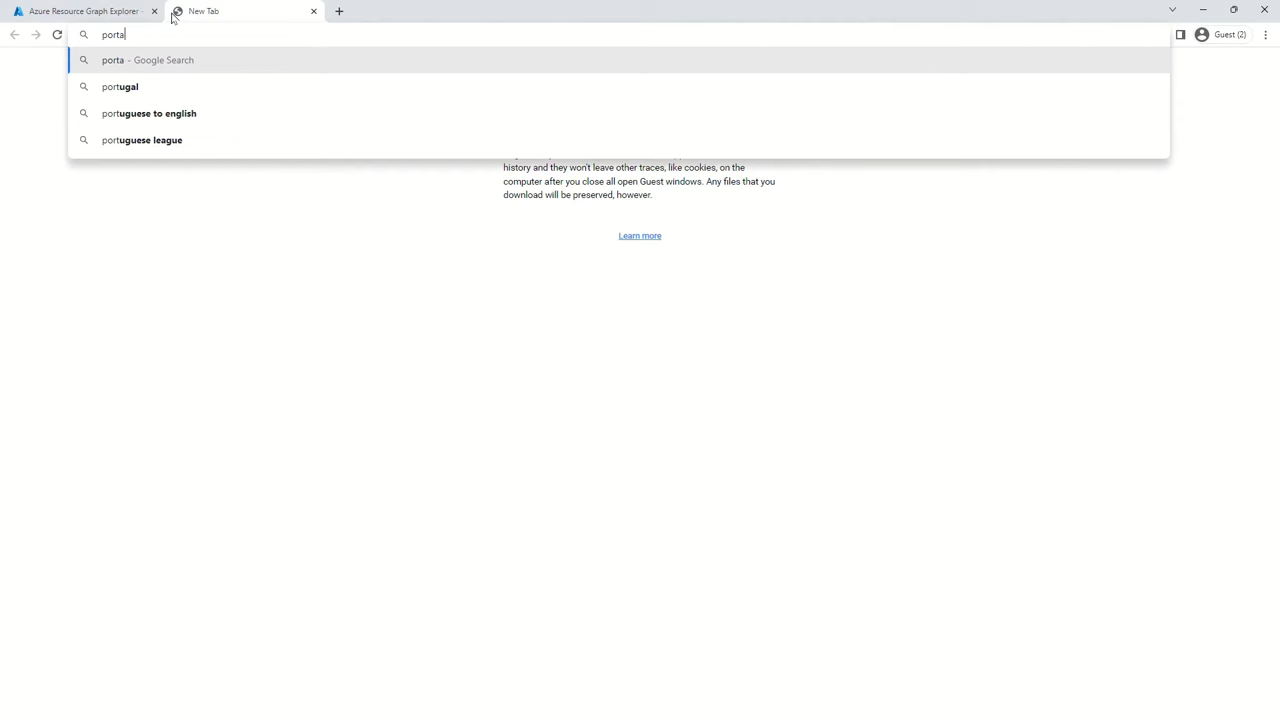 Azure Resource Graph Explorer -
New Tab
porta
Guest (2)
porta - Google Search
portugal
portuguese to english
portuguese league
history and they won't leave other traces, like cookies, on the
computer after you close all open Guest windows. Any files that you
download will be preserved, however.
Learn more